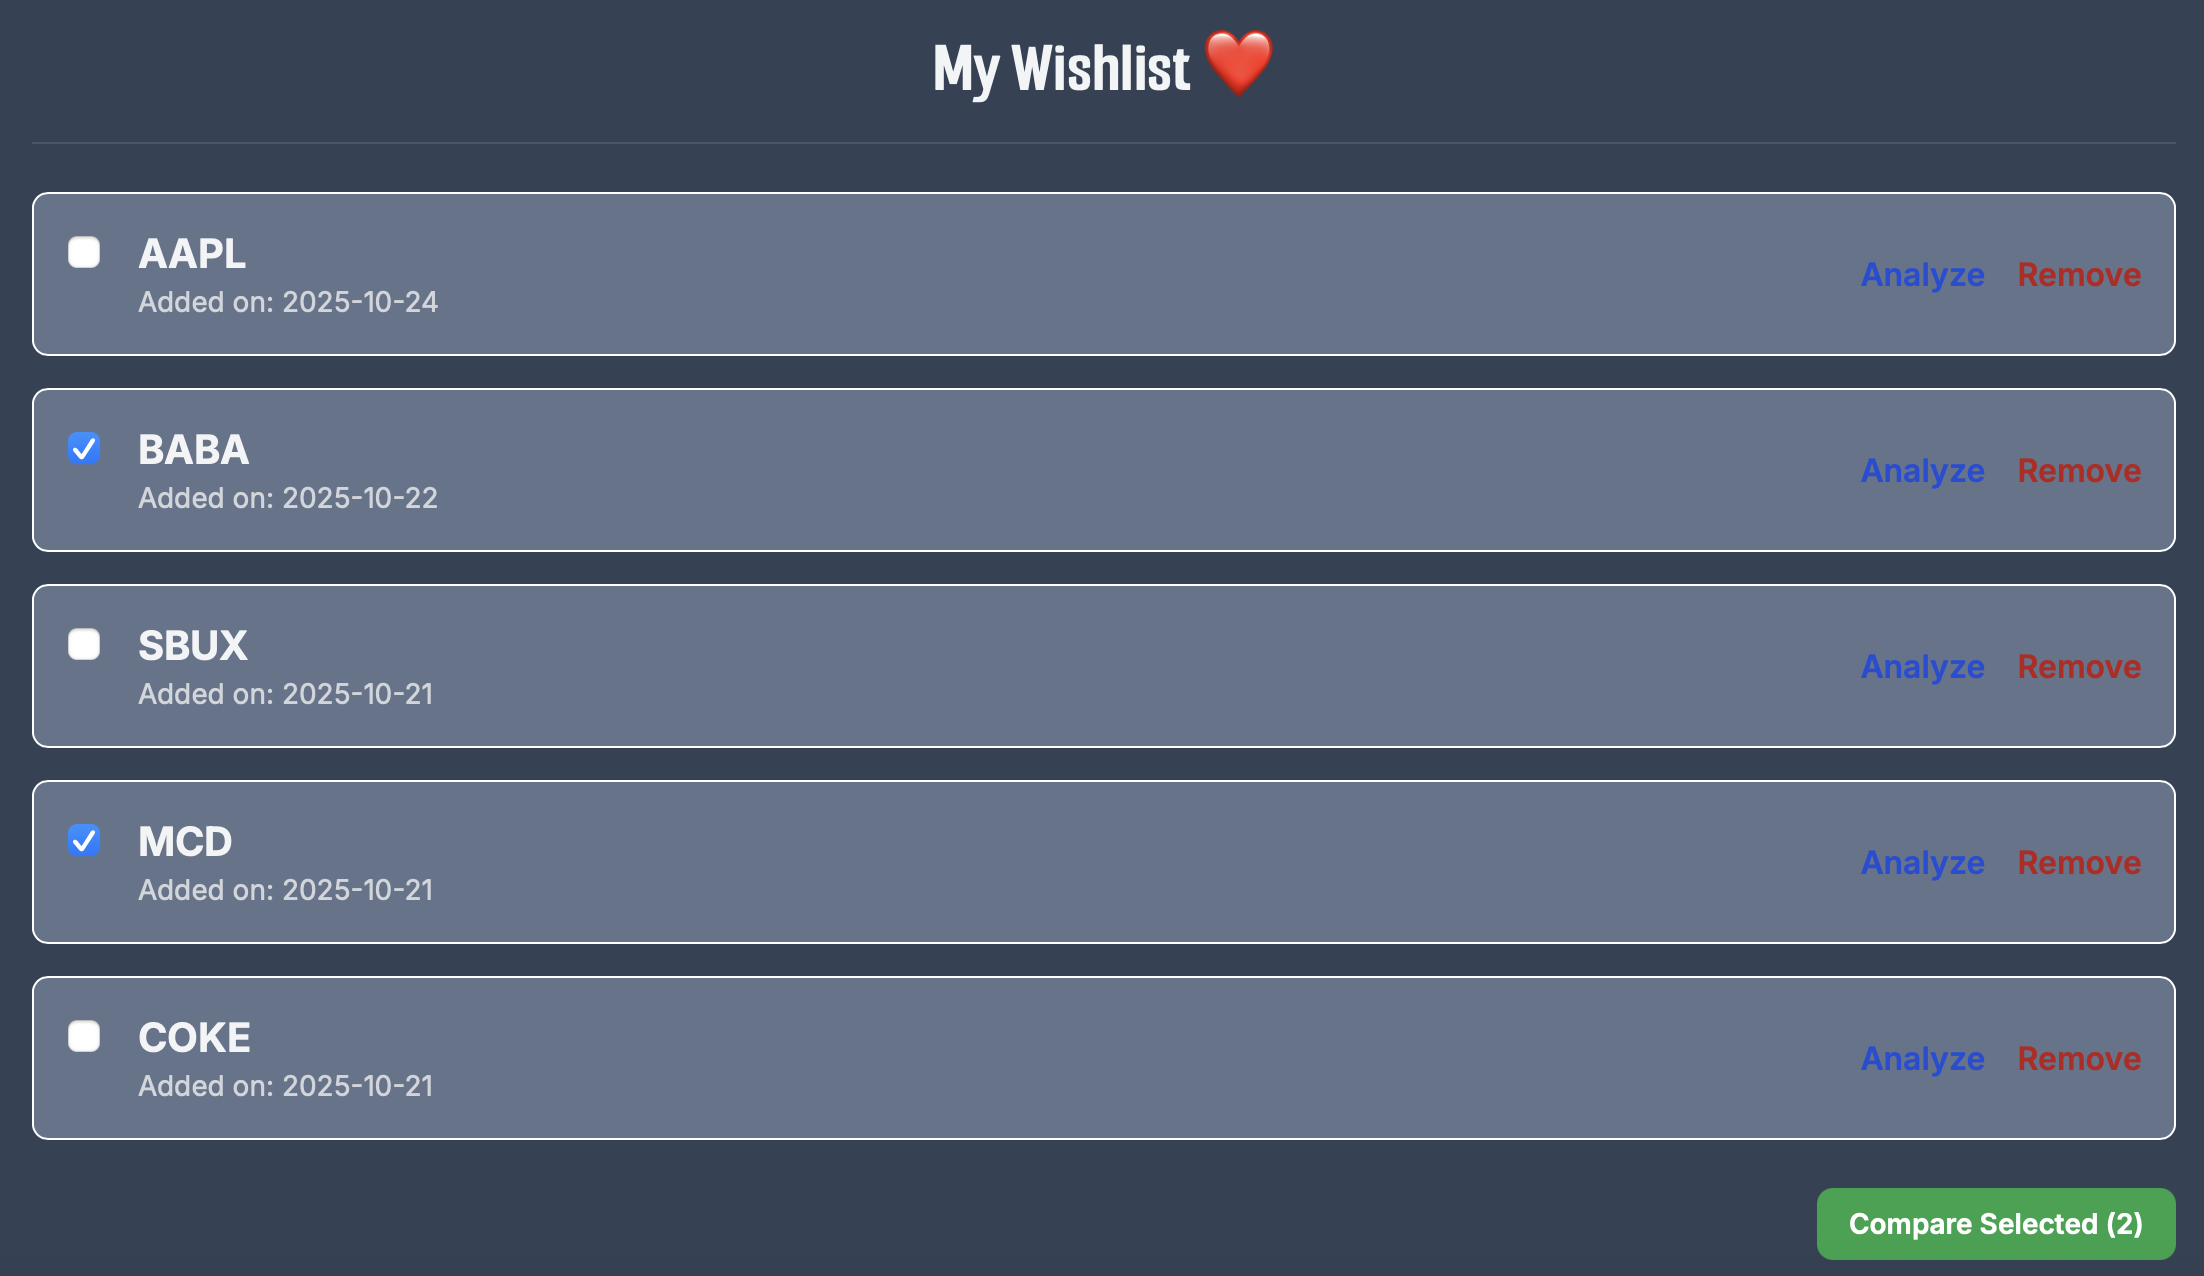 My Wishlist ❤️
AAPL
Added on: 2025-10-24
Analyze Remove
BABA
Added on: 2025-10-22
Analyze Remove
SBUX
Added on: 2025-10-21
Analyze Remove
MCD
Added on: 2025-10-21
Analyze Remove
COKE
Added on: 2025-10-21
Analyze Remove
Compare Selected (2)